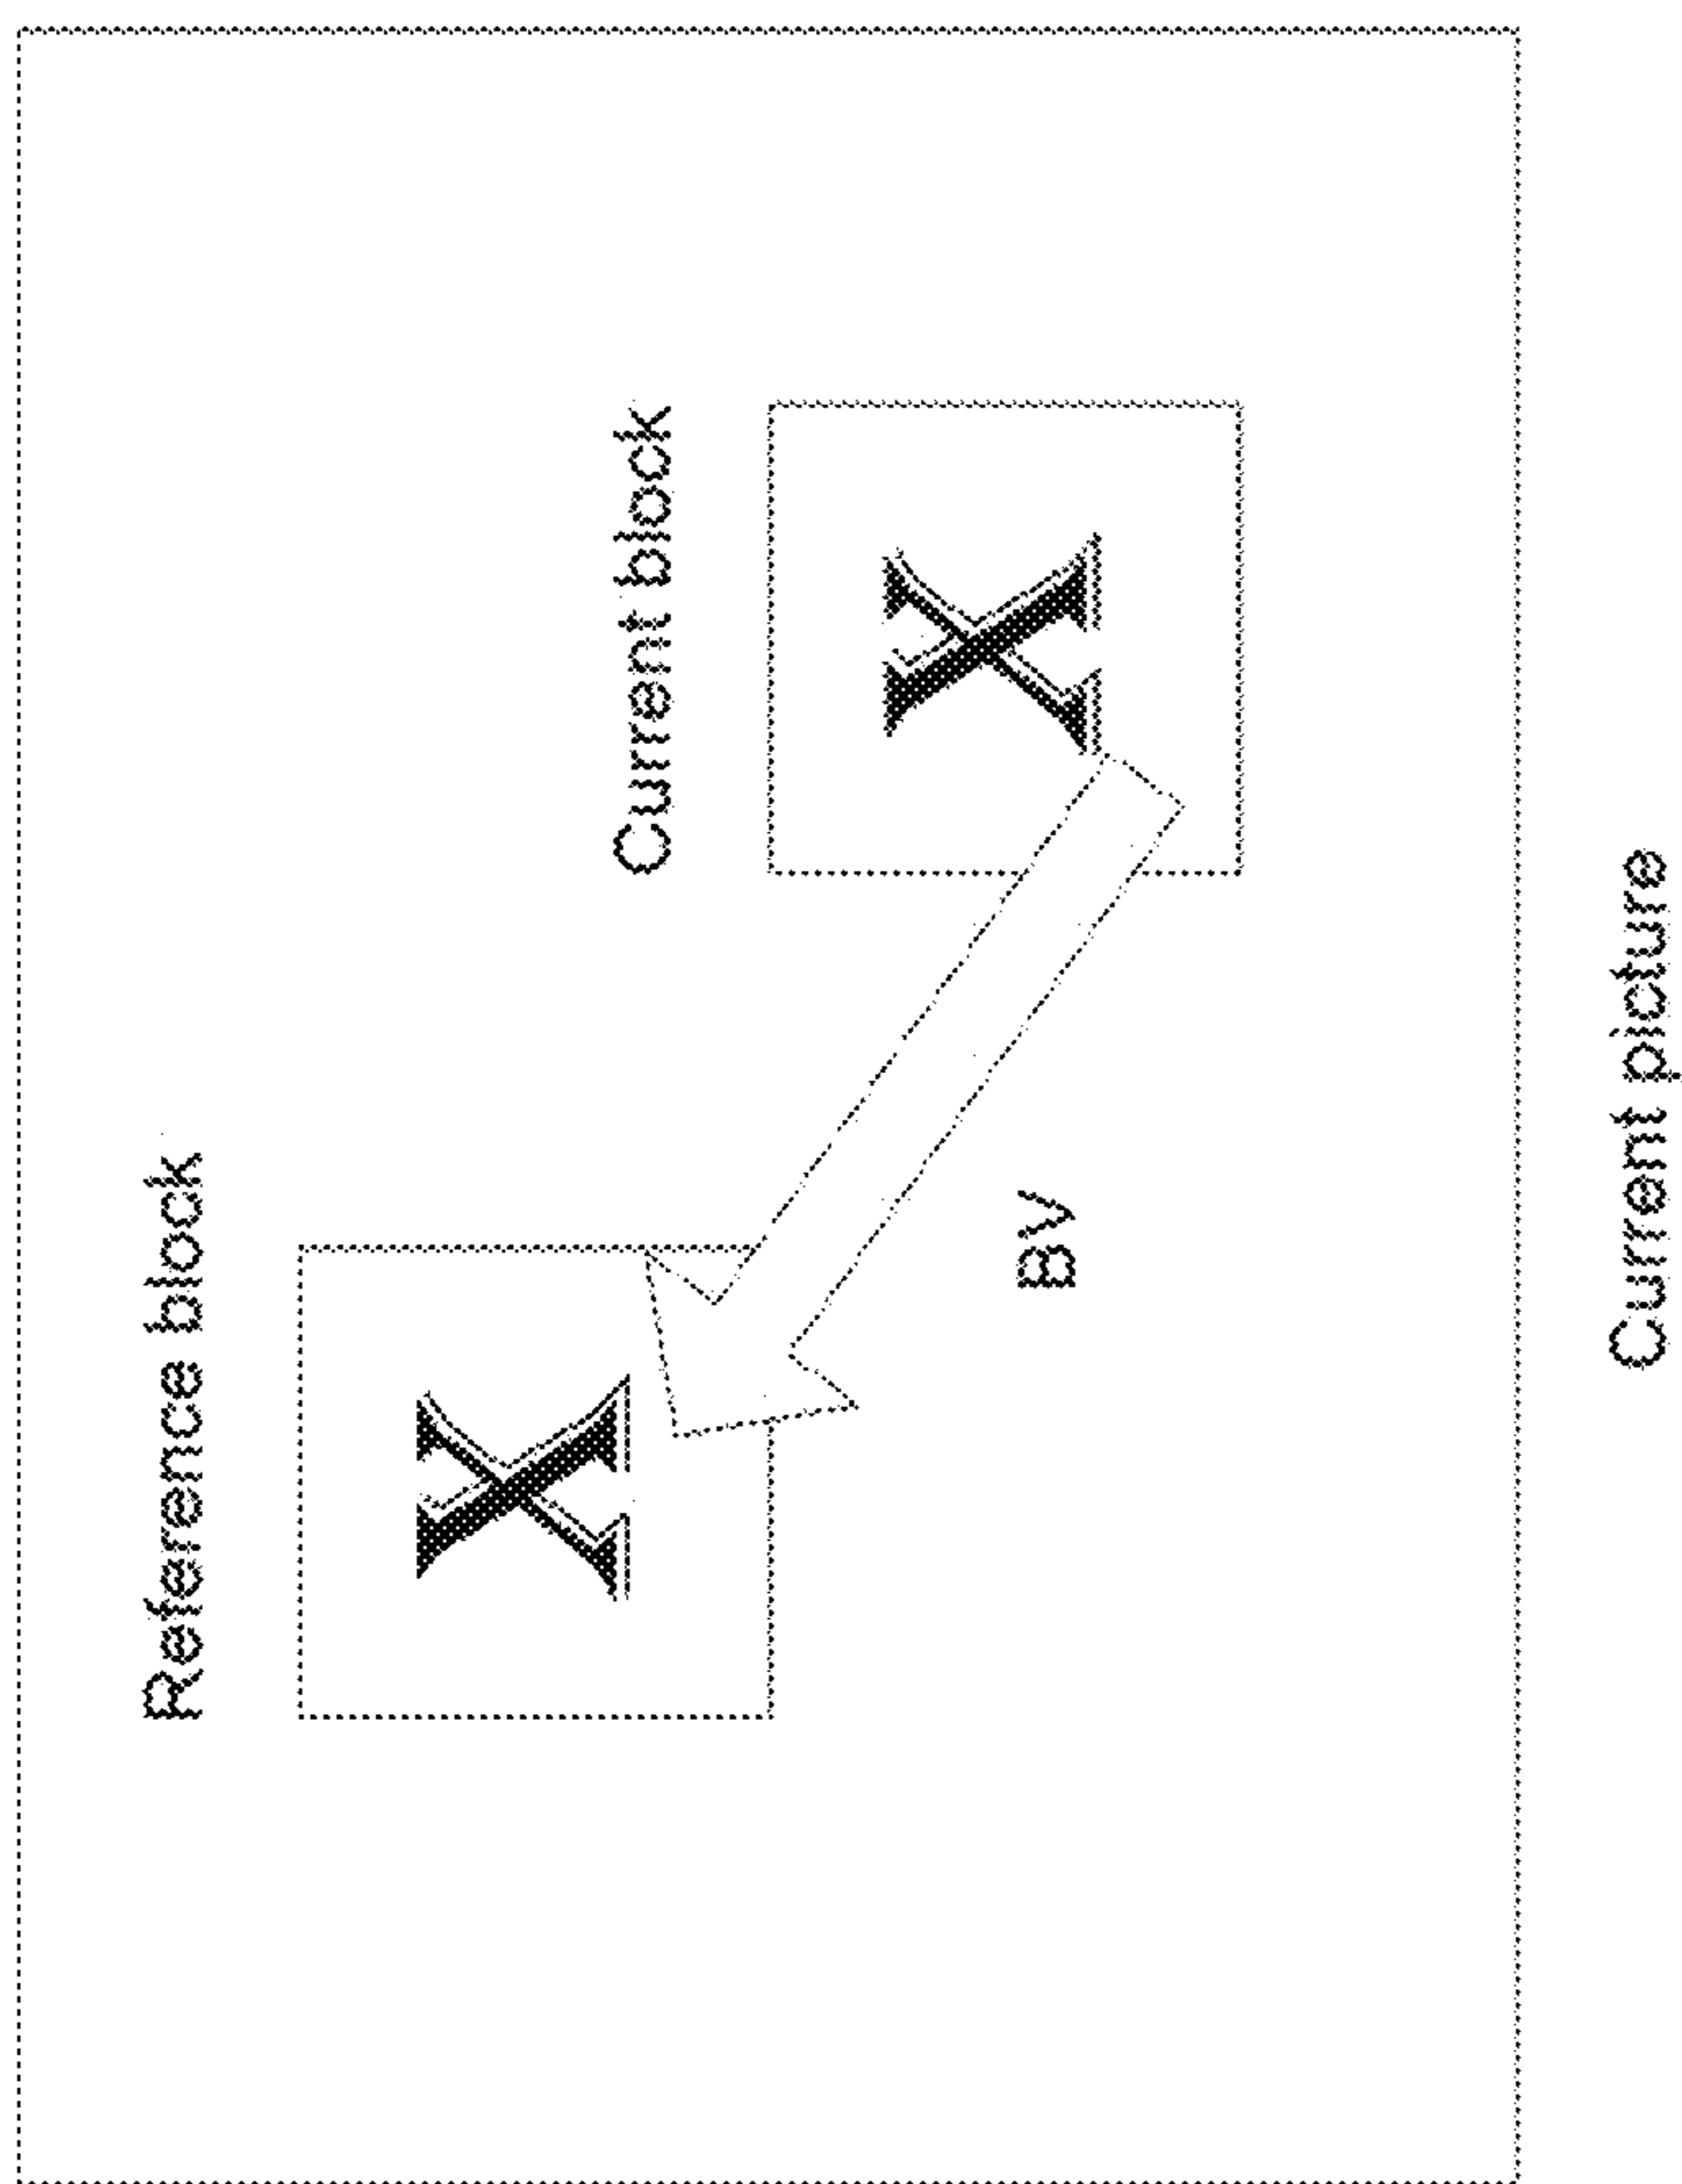 Reference block
Current block
X
X
BV
Current picture